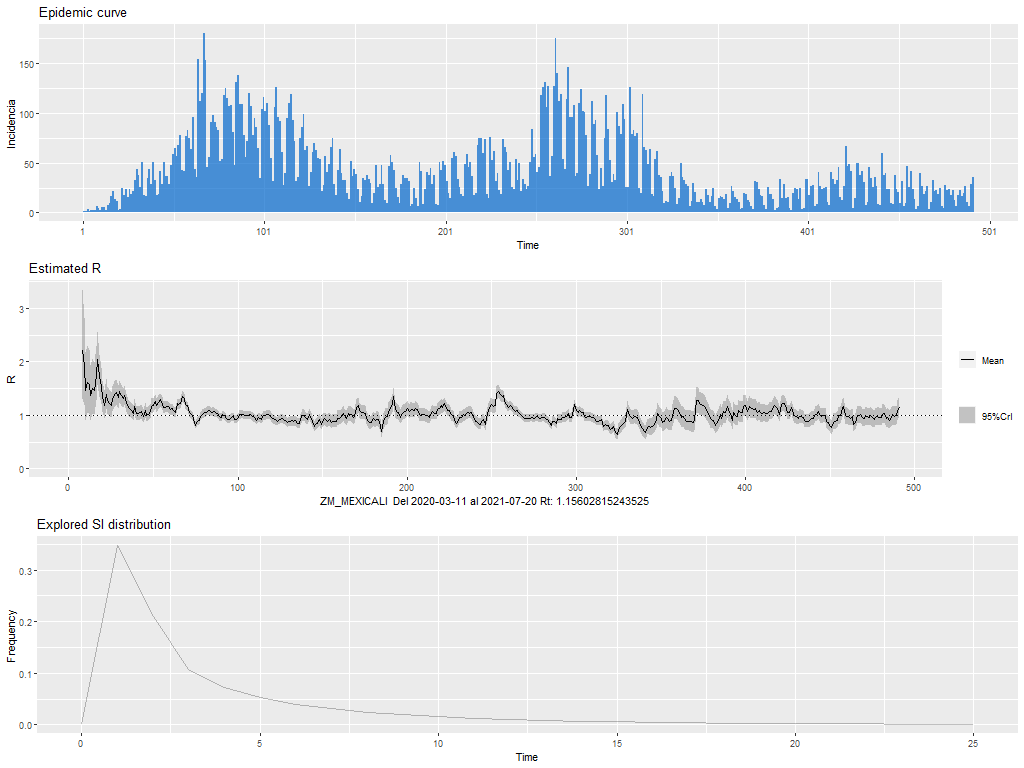 Epidemic curve
150
100
50
0
Incidencia
1 101 201 301 401 501
Time
Estimated R
3
2
1
0
R
Mean
95%CrI
0 100 200 300 400 500
ZM_MEXICALI Del 2020-03-11 al 2021-07-20 Rt: 1.15602815243525
Explored SI distribution
0.3
0.2
0.1
0.0
Frequency
0 5 10 15 20 25
Time